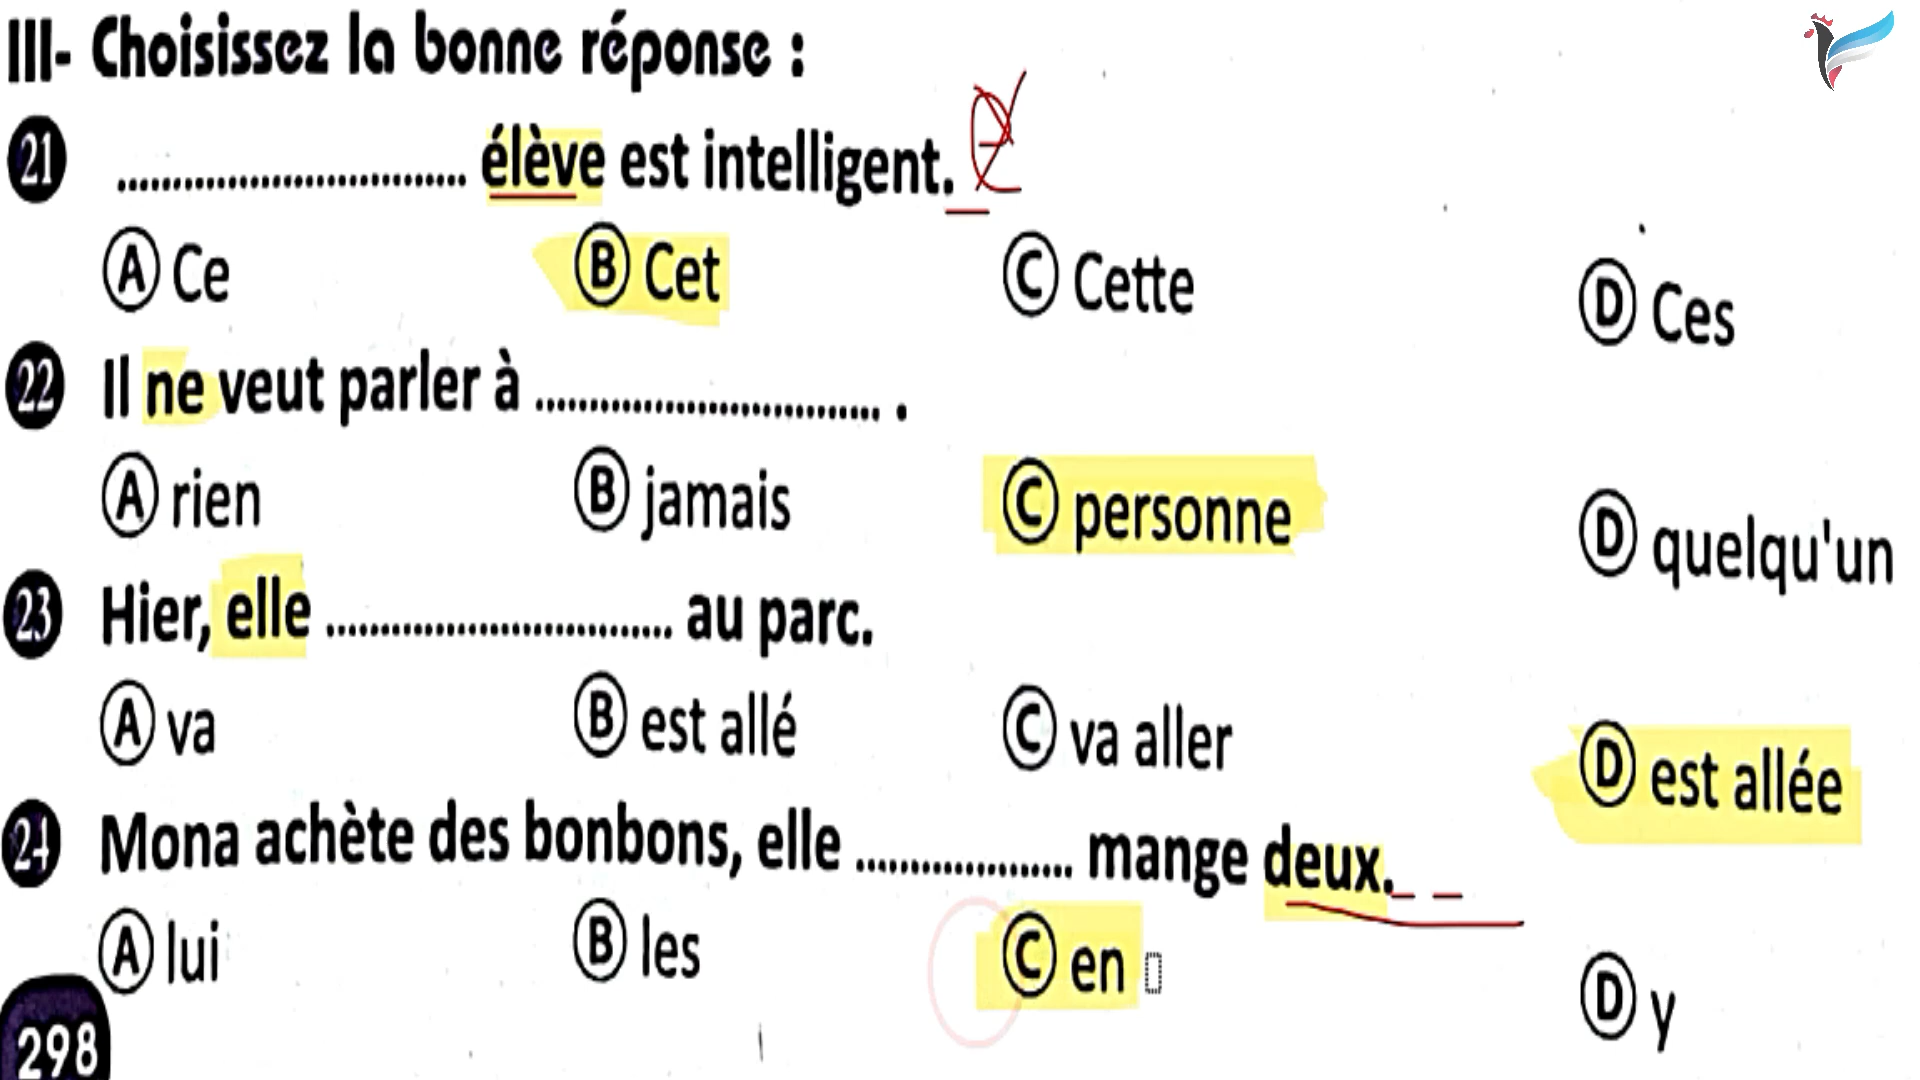 III- Choisissez la bonne réponse :
21 .............................. élève est intelligent.
A Ce B Cet C Cette D Ces
22 Il ne veut parler à .............................. .
A rien B jamais C personne D quelqu'un
23 Hier, elle .............................. au parc.
A va B est allé C va aller D est allée
24 Mona achète des bonbons, elle .................... mange deux.
A lui B les C en D y
298